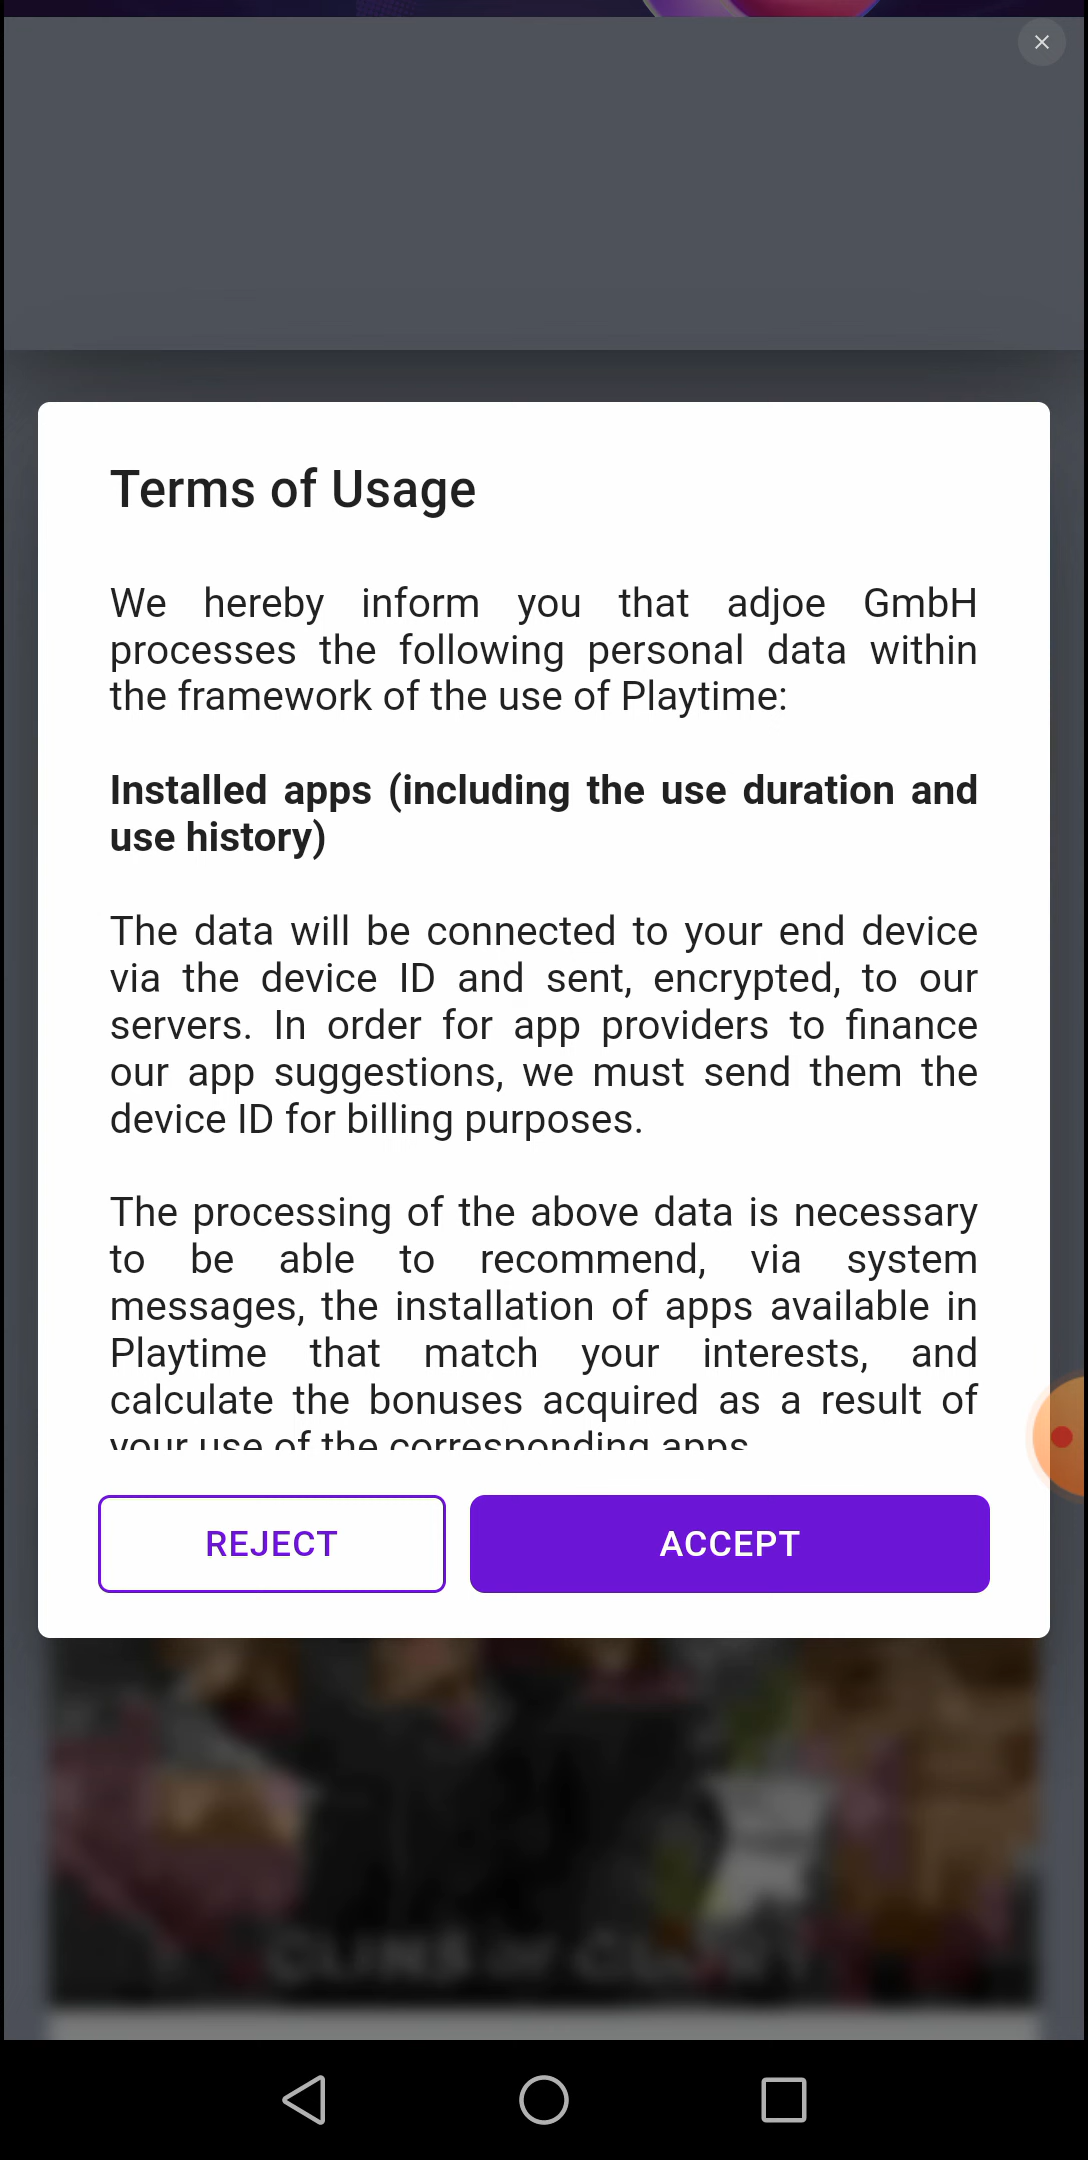 Terms of Usage
We hereby inform you that adjoe GmbH
processes the following personal data within
the framework of the use of Playtime:
Installed apps (including the use duration and
use history)
The data will be connected to your end device
via the device ID and sent, encrypted, to our
servers. In order for app providers to finance
our app suggestions, we must send them the
device ID for billing purposes.
The processing of the above data is necessary
to be able to recommend, via system
messages, the installation of apps available in
Playtime that match your interests, and
calculate the bonuses acquired as a result of
your use of the corresponding apps
REJECT
ACCEPT